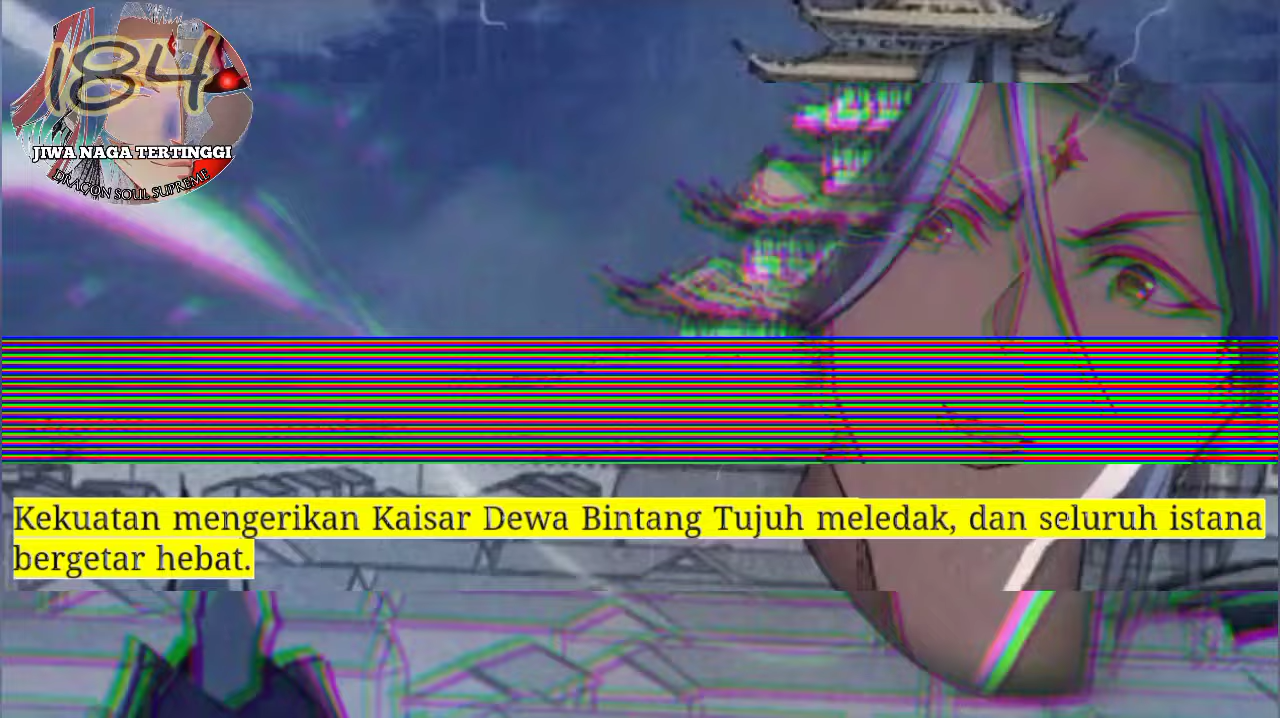 184
JIWA NAGA TERTINGGI
DRAGON SOUL SUPREME
Kekuatan mengerikan Kaisar Dewa Bintang Tujuh meledak, dan seluruh istana
bergetar hebat.